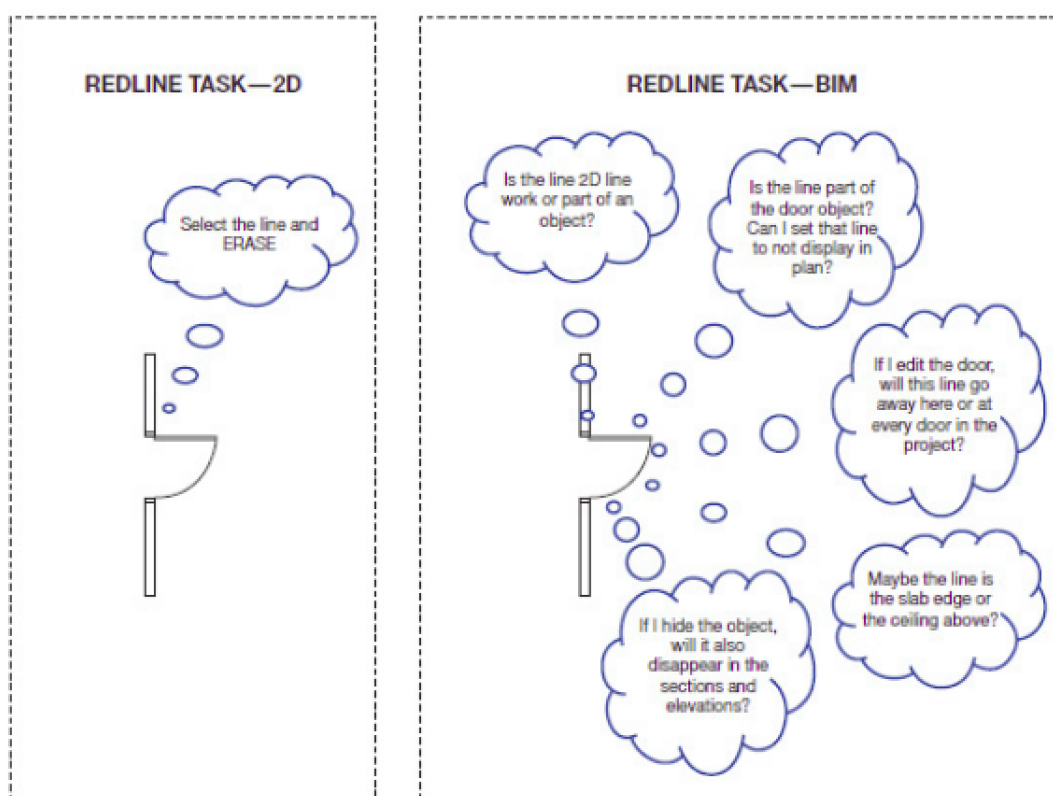 REDLINE TASK—2D
Select the line and
ERASE
REDLINE TASK—BIM
Is the line 2D line
work or part of an
object?
Is the line part of
the door object?
Can I set that line
to not display in
plan?
If I edit the door,
will this line go
away here or at
every door in the
project?
Maybe the line is
the slab edge or
the ceiling above?
If I hide the object,
will it also
disappear in the
sections and
elevations?